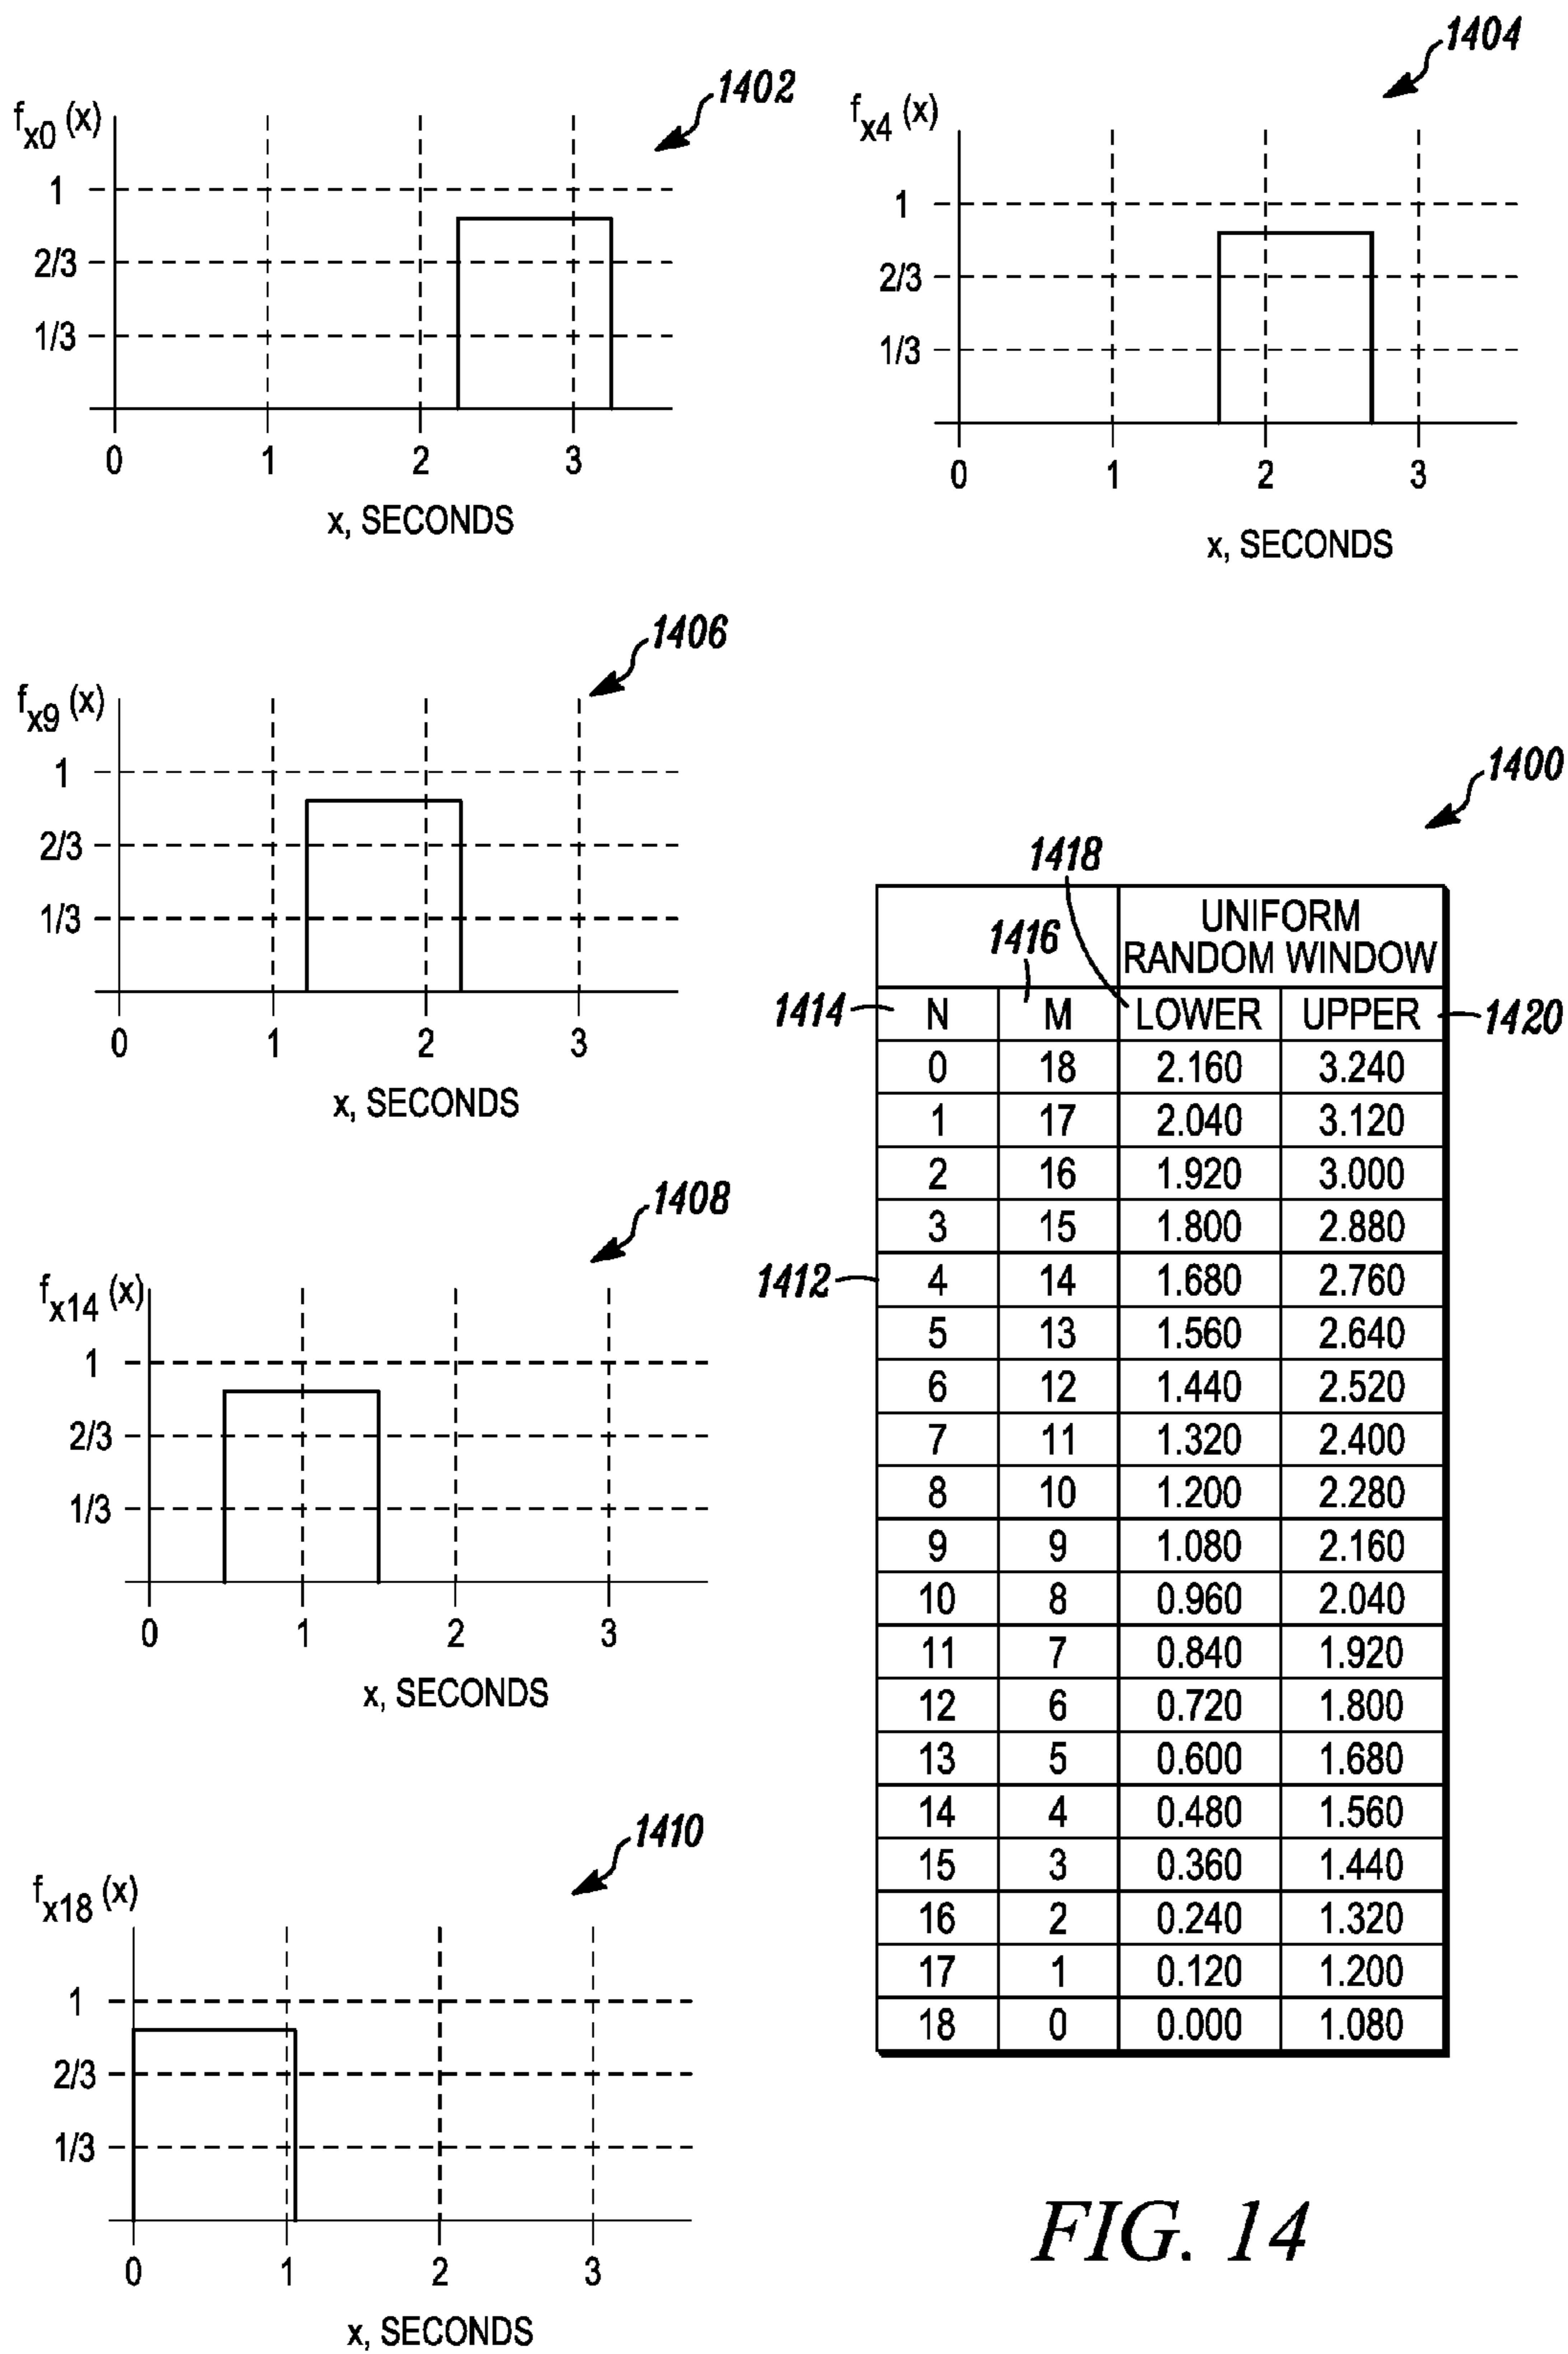 1402
f x0 (x)
1
2/3
1/3
0 1 2 3
x, SECONDS
1404
f x4 (x)
1
2/3
1/3
0 1 2 3
x, SECONDS
1406
f x9 (x)
1
2/3
1/3
0 1 2 3
x, SECONDS
1408
f x14 (x)
1
2/3
1/3
0 1 2 3
x, SECONDS
1410
f x18 (x)
1
2/3
1/3
0 1 2 3
x, SECONDS
1400
1418
1416
UNIFORM
RANDOM WINDOW
1414 N M LOWER UPPER 1420
0 18 2.160 3.240
1 17 2.040 3.120
2 16 1.920 3.000
3 15 1.800 2.880
1412 4 14 1.680 2.760
5 13 1.560 2.640
6 12 1.440 2.520
7 11 1.320 2.400
8 10 1.200 2.280
9 9 1.080 2.160
10 8 0.960 2.040
11 7 0.840 1.920
12 6 0.720 1.800
13 5 0.600 1.680
14 4 0.480 1.560
15 3 0.360 1.440
16 2 0.240 1.320
17 1 0.120 1.200
18 0 0.000 1.080
FIG. 14